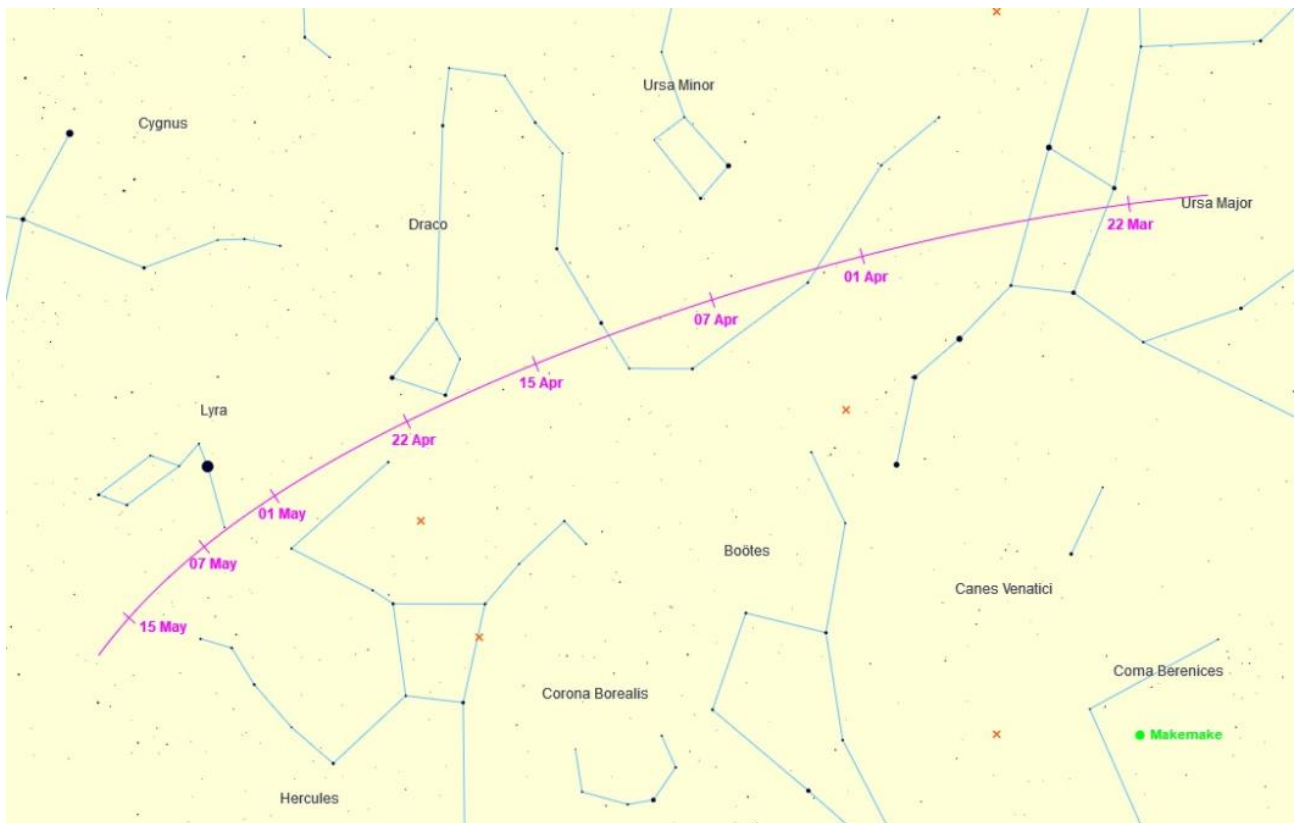 Ursa Minor
Cygnus
Ursa Major
Draco
22 Mar
01 Apr
07 Apr
15 Apr
Lyra
22 Apr
01 May
Boötes
07 May
Canes Venatici
15 May
Coma Berenices
Corona Borealis
Makemake
Hercules